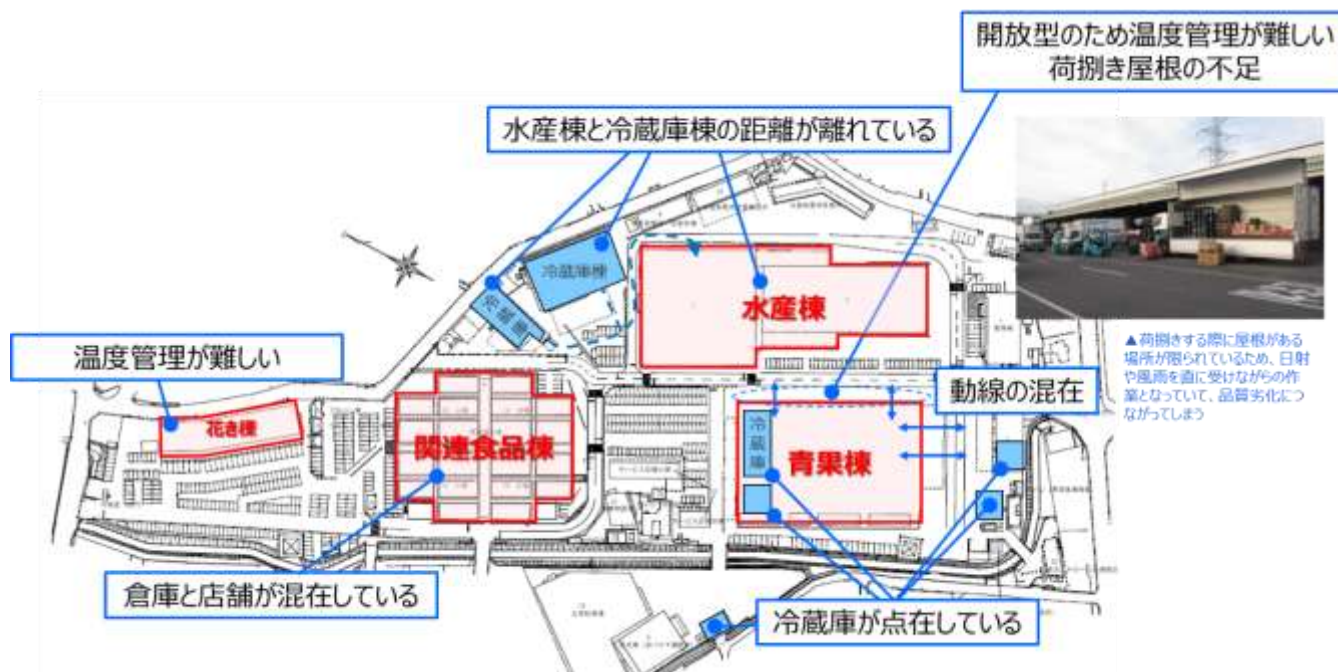 開放型のため温度管理が難しい
荷捌き屋根の不足
水産棟と冷蔵庫棟の距離が離れている
冷蔵庫棟
冷蔵庫
水産棟
▲荷捌きする際に屋根がある
場所が限られているため、日射
や風雨を直に受けながらの作
業となっていて、品質劣化につ
ながってしまう
温度管理が難しい
動線の混在
花き棟
関連食品棟
冷蔵庫
青果棟
倉庫と店舗が混在している
冷蔵庫が点在している